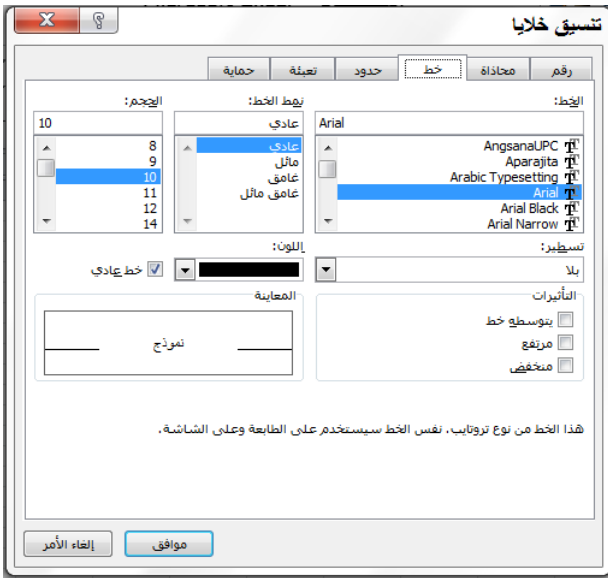 تنسيق خلايا
رقم محاذاة خط حدود تعبئة حماية
الخط: نمط الخط: الحجم:
Arial عادي 10
AngsanaUPC عادي 8
Aparajita مائل 9
Arabic Typesetting غامق 10
Arial غامق مائل 11
Arial Black 12
Arial Narrow 14
تسطير: اللون:
بلا خط عادي
التأثيرات المعاينة
يتوسطه خط
مرتفع
منخفض
نموذج
هذا الخط من نوع تروتايب، نفس الخط سيستخدم على الطابعة وعلى الشاشة.
موافق إلغاء الأمر